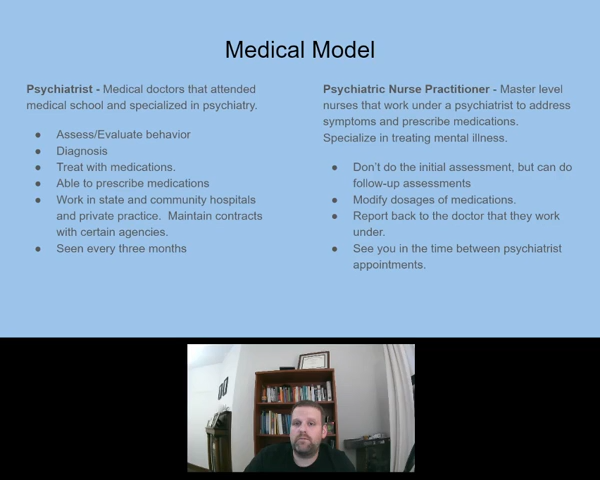 Medical Model
Psychiatrist - Medical doctors that attended
medical school and specialized in psychiatry.
● Assess/Evaluate behavior
● Diagnosis
● Treat with medications.
● Able to prescribe medications
● Work in state and community hospitals
and private practice.  Maintain contracts
with certain agencies.
● Seen every three months
Psychiatric Nurse Practitioner - Master level
nurses that work under a psychiatrist to address
symptoms and prescribe medications.
Specialize in treating mental illness.
● Don’t do the initial assessment, but can do
follow-up assessments
● Modify dosages of medications.
● Report back to the doctor that they work
under.
● See you in the time between psychiatrist
appointments.